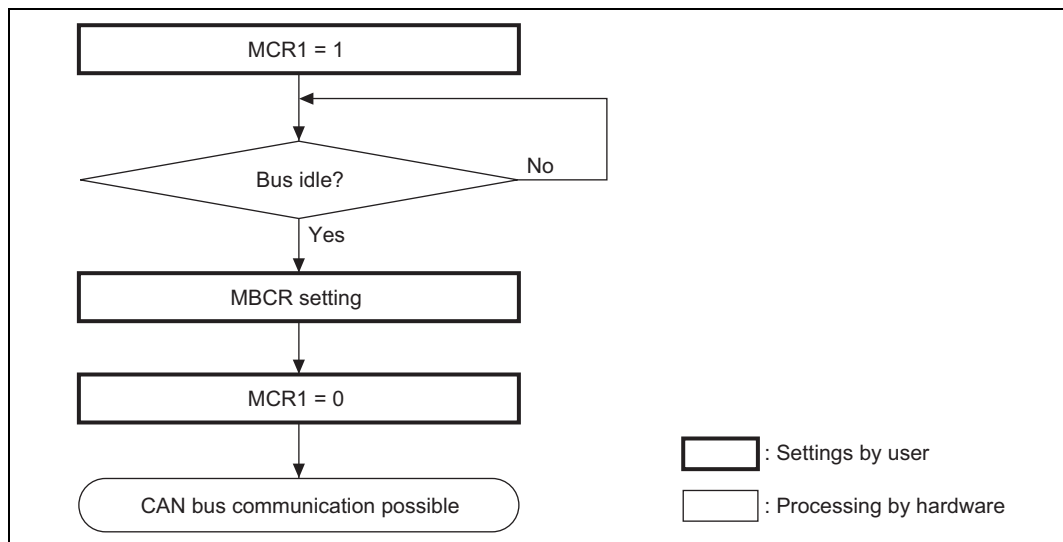 MCR1 = 1
Bus idle?
No
Yes
MBCR setting
MCR1 = 0
CAN bus communication possible
: Settings by user
: Processing by hardware